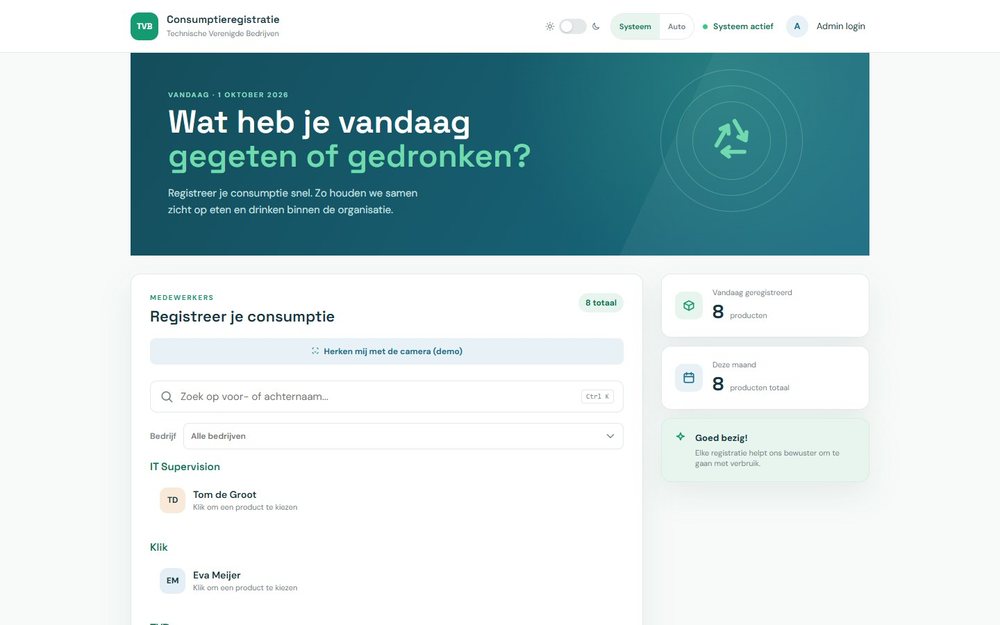 TVB
Consumptieregistratie
Technische Verenigde Bedrijven
Systeem
Auto
Systeem actief
A
Admin login
VANDAAG · 1 OKTOBER 2026
Wat heb je vandaag
gegeten of gedronken?
Registreer je consumptie snel. Zo houden we samen
zicht op eten en drinken binnen de organisatie.
MEDEWERKERS
Registreer je consumptie
8 totaal
Herken mij met de camera (demo)
Zoek op voor- of achternaam...
Ctrl K
Bedrijf
Alle bedrijven
IT Supervision
TD
Tom de Groot
Klik om een product te kiezen
Klik
EM
Eva Meijer
Klik om een product te kiezen
Vandaag geregistreerd
8 producten
Deze maand
8 producten totaal
Goed bezig!
Elke registratie helpt ons bewuster om te
gaan met verbruik.